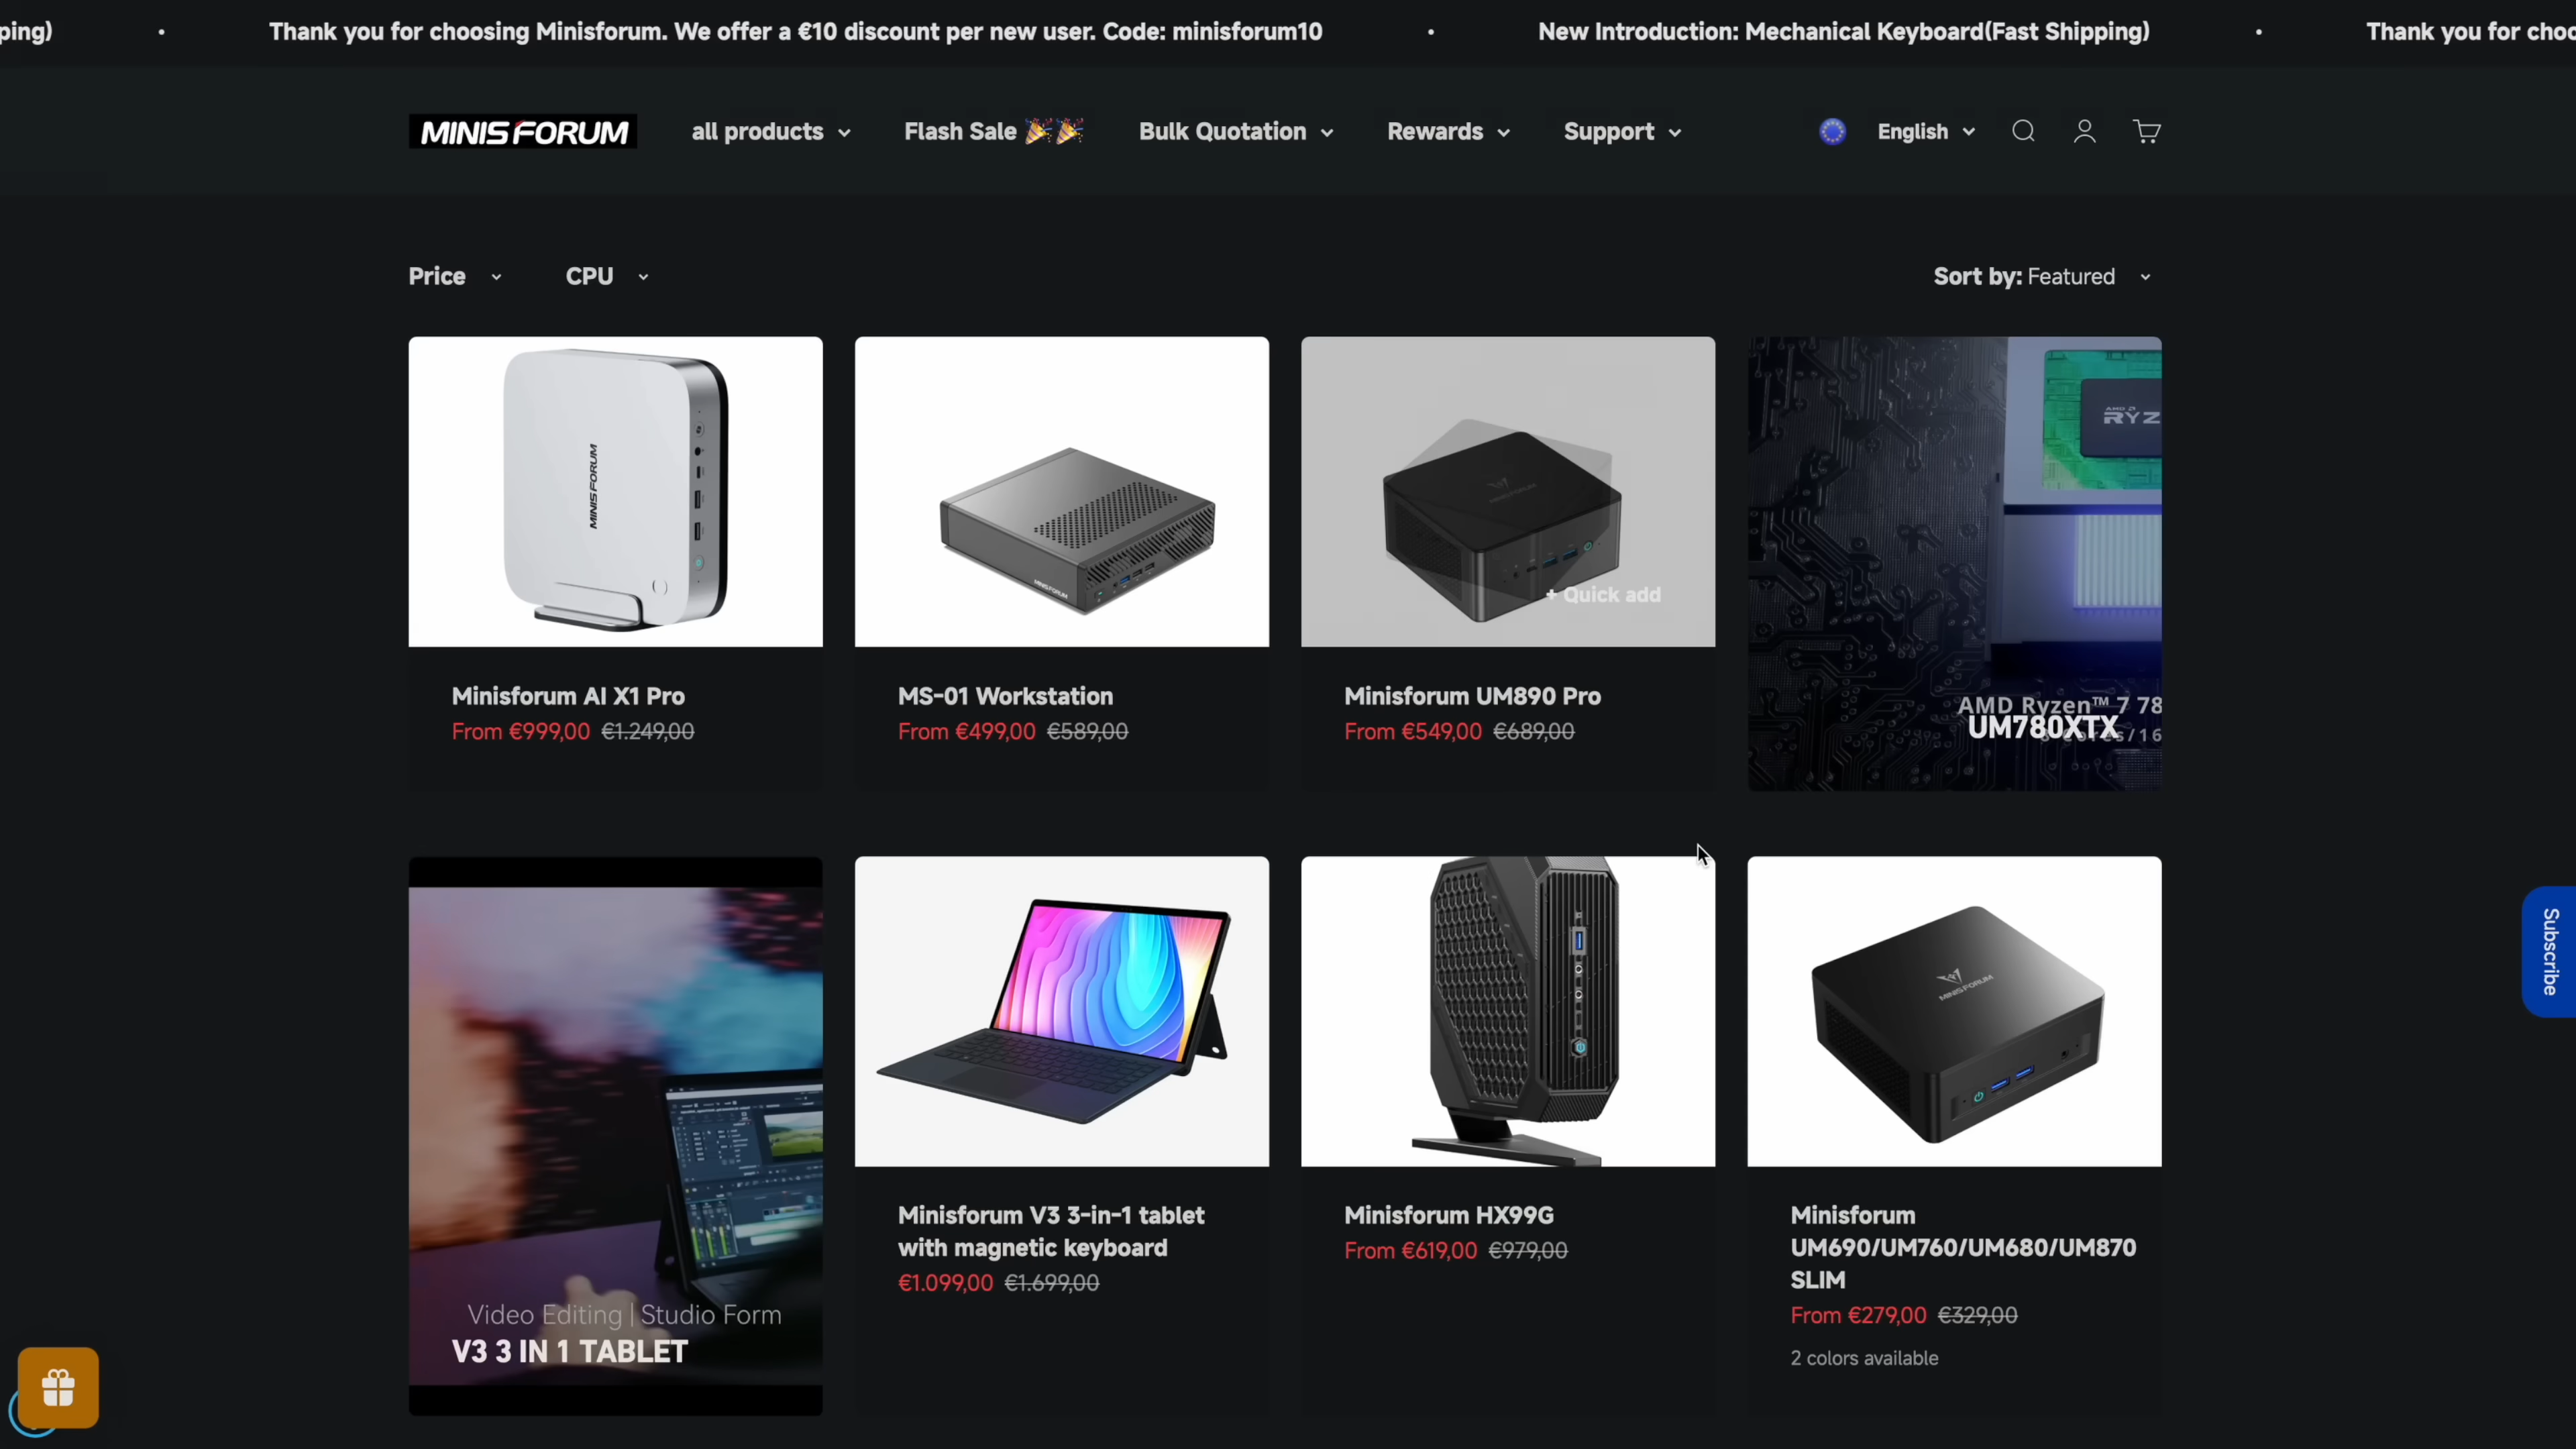 ping)
Thank you for choosing Minisforum. We offer a €10 discount per new user. Code: minisforum10
New Introduction: Mechanical Keyboard(Fast Shipping)
Thank you for choo
MINISFORUM
all products
Flash Sale 🎉🎉
Bulk Quotation
Rewards
Support
English
Price
CPU
Sort by: Featured
MINISFORUM
MINISFORUM
MINISFORUM
+ Quick add
AMD
RYZ
Minisforum AI X1 Pro
From €999,00 €1.249,00
MS-01 Workstation
From €499,00 €589,00
Minisforum UM890 Pro
From €549,00 €689,00
AMD Ryzen™ 7 78
UM780XTX
MINISFORUM
Subscribe
Video Editing | Studio Form
V3 3 IN 1 TABLET
Minisforum V3 3-in-1 tablet
with magnetic keyboard
€1.099,00 €1.699,00
Minisforum HX99G
From €619,00 €979,00
Minisforum
UM690/UM760/UM680/UM870
SLIM
From €279,00 €329,00
2 colors available